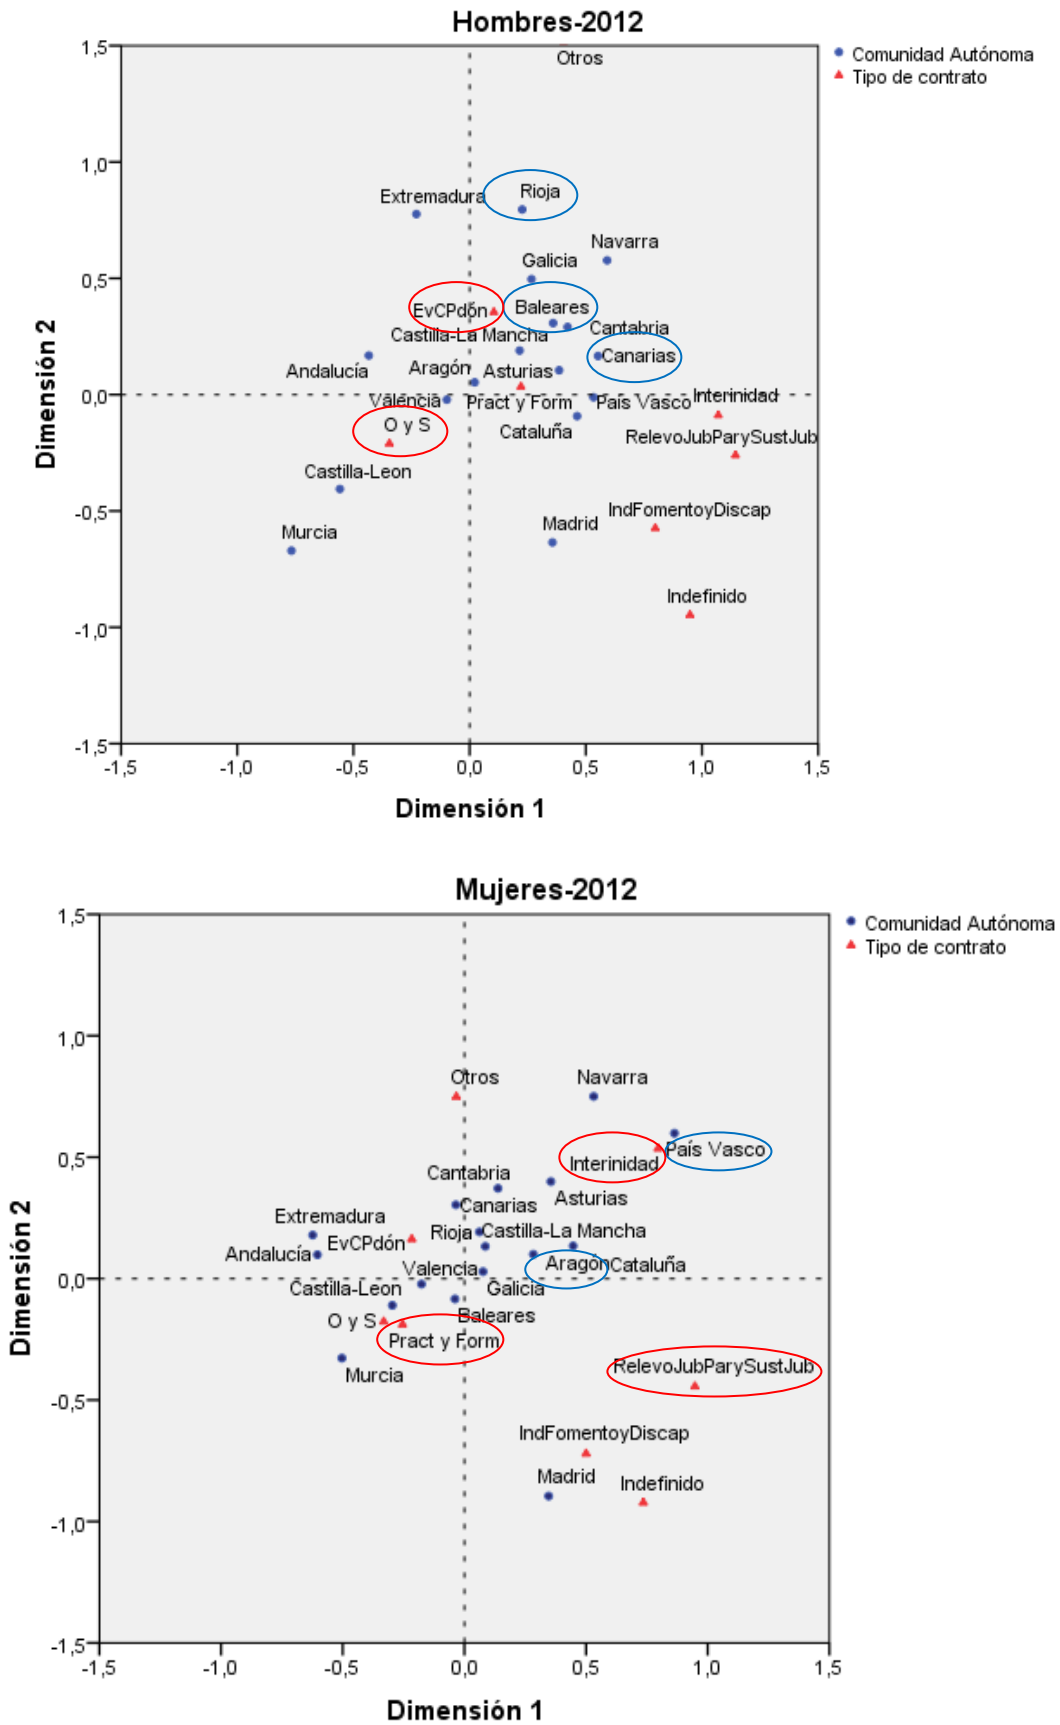 Hombres-2012
1,5
Otros
Comunidad Autónoma
Tipo de contrato
1,0
Extremadura
Rioja
Navarra
Galicia
0,5
EvCPdón
Baleares
Cantabria
Castilla-La Mancha
Canarias
Andalucía
Aragón
Asturias
0,0
Valencia
Pract y Form
País Vasco
Interinidad
O y S
Cataluña
RelevoJubParySustJub
Castilla-Leon
-0,5
IndFomentoyDiscap
Madrid
Murcia
Indefinido
-1,0
-1,5
-1,5 -1,0 -0,5 0,0 0,5 1,0 1,5
Dimensión 2
Dimensión 1
Mujeres-2012
1,5
Comunidad Autónoma
Tipo de contrato
1,0
Otros
Navarra
0,5
País Vasco
Interinidad
Cantabria
Asturias
Canarias
Extremadura
Rioja
Castilla-La Mancha
EvCPdón
Andalucía
Valencia
Aragón
Cataluña
0,0
Castilla-Leon
Galicia
Baleares
O y S
Pract y Form
Murcia
RelevoJubParySustJub
-0,5
IndFomentoyDiscap
Madrid
Indefinido
-1,0
-1,5
-1,5 -1,0 -0,5 0,0 0,5 1,0 1,5
Dimensión 2
Dimensión 1